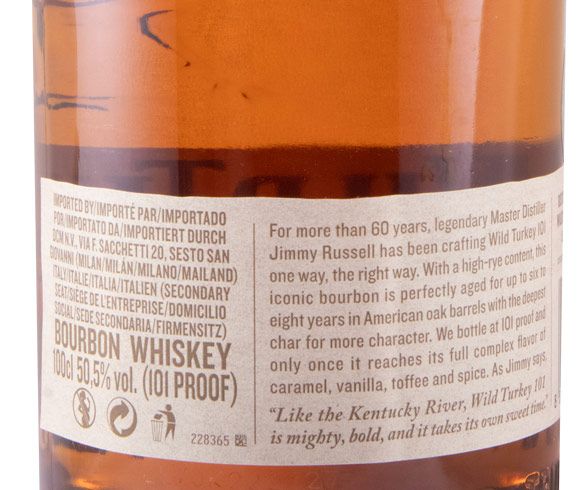 IMPORTED BY/IMPORTÉ PAR/IMPORTADO
POR/IMPORTATO DA/IMPORTIERT DURCH
DCM N.V., VIA F. SACCHETTI 20, SESTO SAN
GIOVANNI (MILAN/MILÀN/MILANO/MAILAND)
ITALY/ITALIE/ITALIA/ITALIEN (SECONDARY
SEAT/SIÈGE DE L'ENTREPRISE/DOMICILIO
SOCIAL/SEDE SECONDARIA/FIRMENSITZ)
BOURBON WHISKEY
100cl 50,5% vol. (101 PROOF)
228365
For more than 60 years, legendary Master Distiller
Jimmy Russell has been crafting Wild Turkey 101
one way, the right way. With a high-rye content, this
iconic bourbon is perfectly aged for up to six to
eight years in American oak barrels with the deepest
char for more character. We bottle at 101 proof and
only once it reaches its full complex flavor of
caramel, vanilla, toffee and spice. As Jimmy says,
"Like the Kentucky River, Wild Turkey 101
is mighty, bold, and it takes its own sweet time."